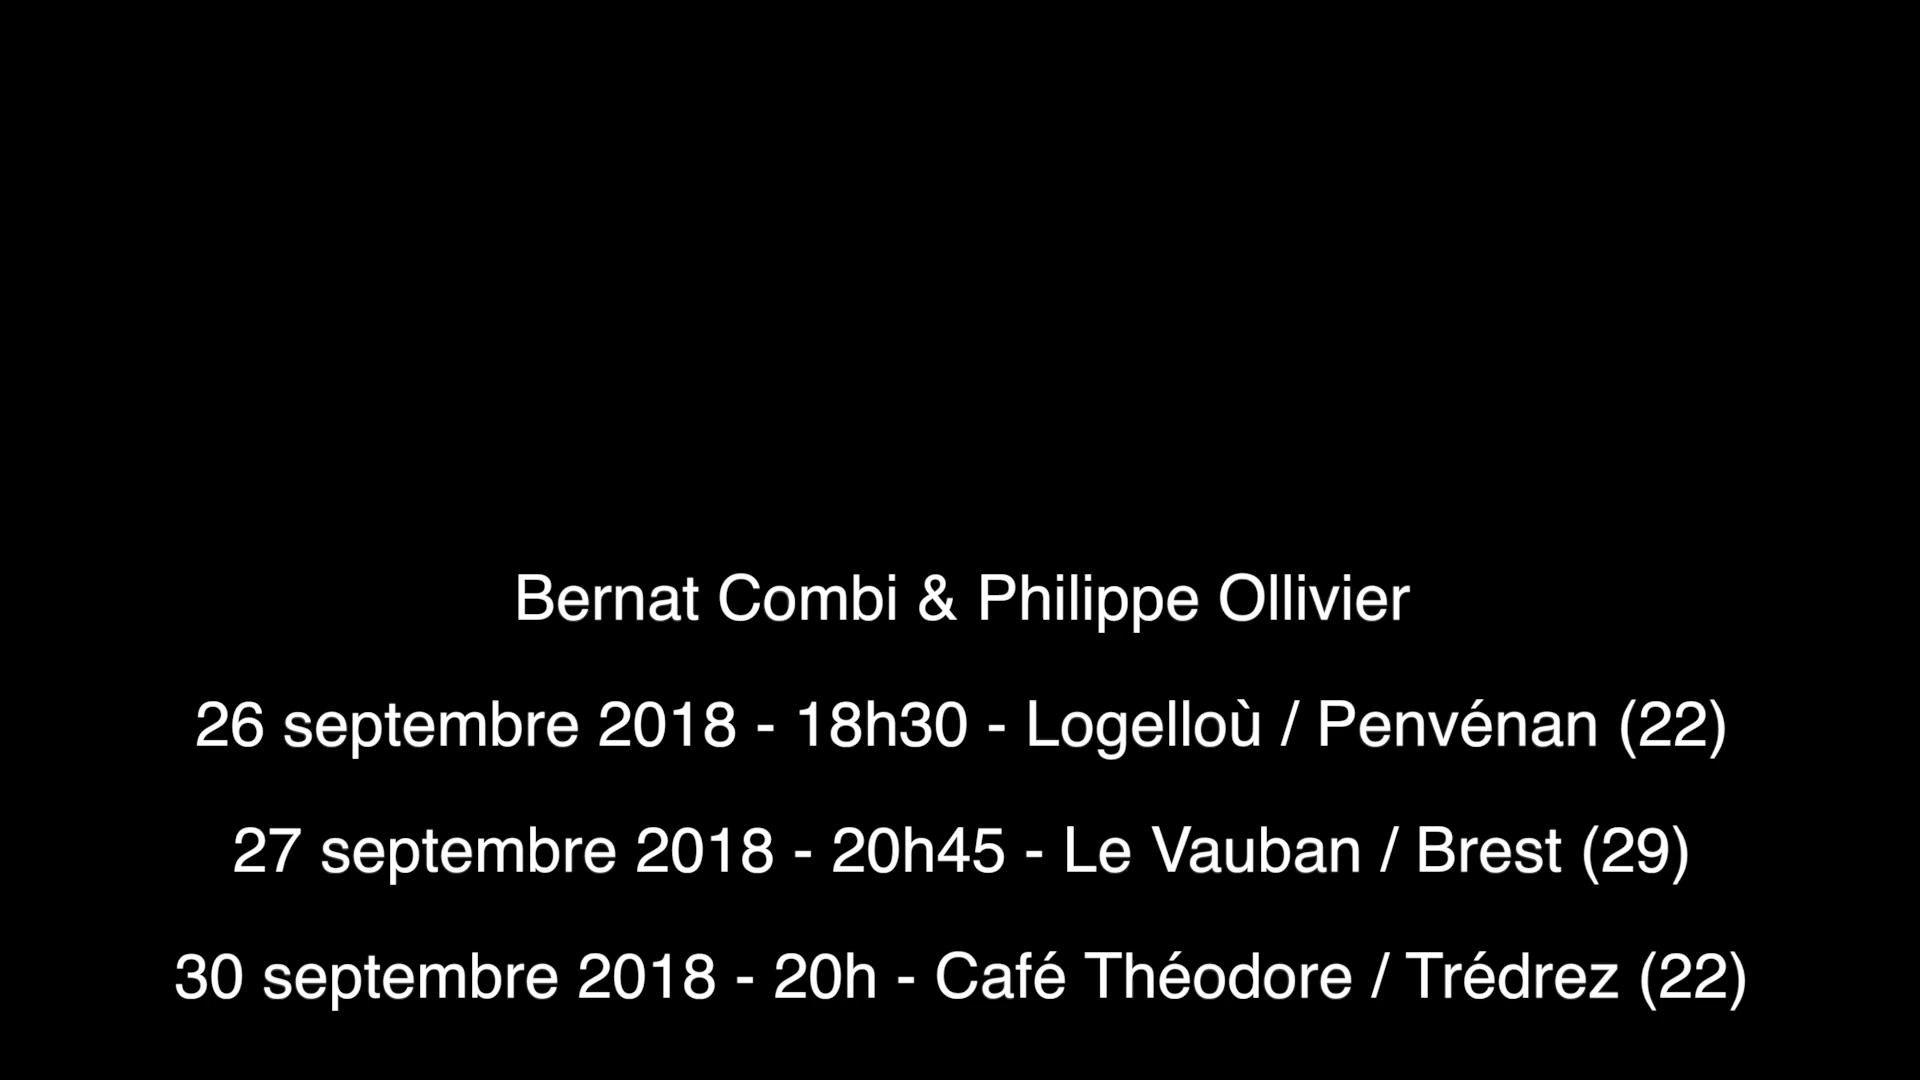 Bernat Combi & Philippe Ollivier
26 septembre 2018 - 18h30 - Logelloù / Penvénan (22)
27 septembre 2018 - 20h45 - Le Vauban / Brest (29)
30 septembre 2018 - 20h - Café Théodore / Trédrez (22)